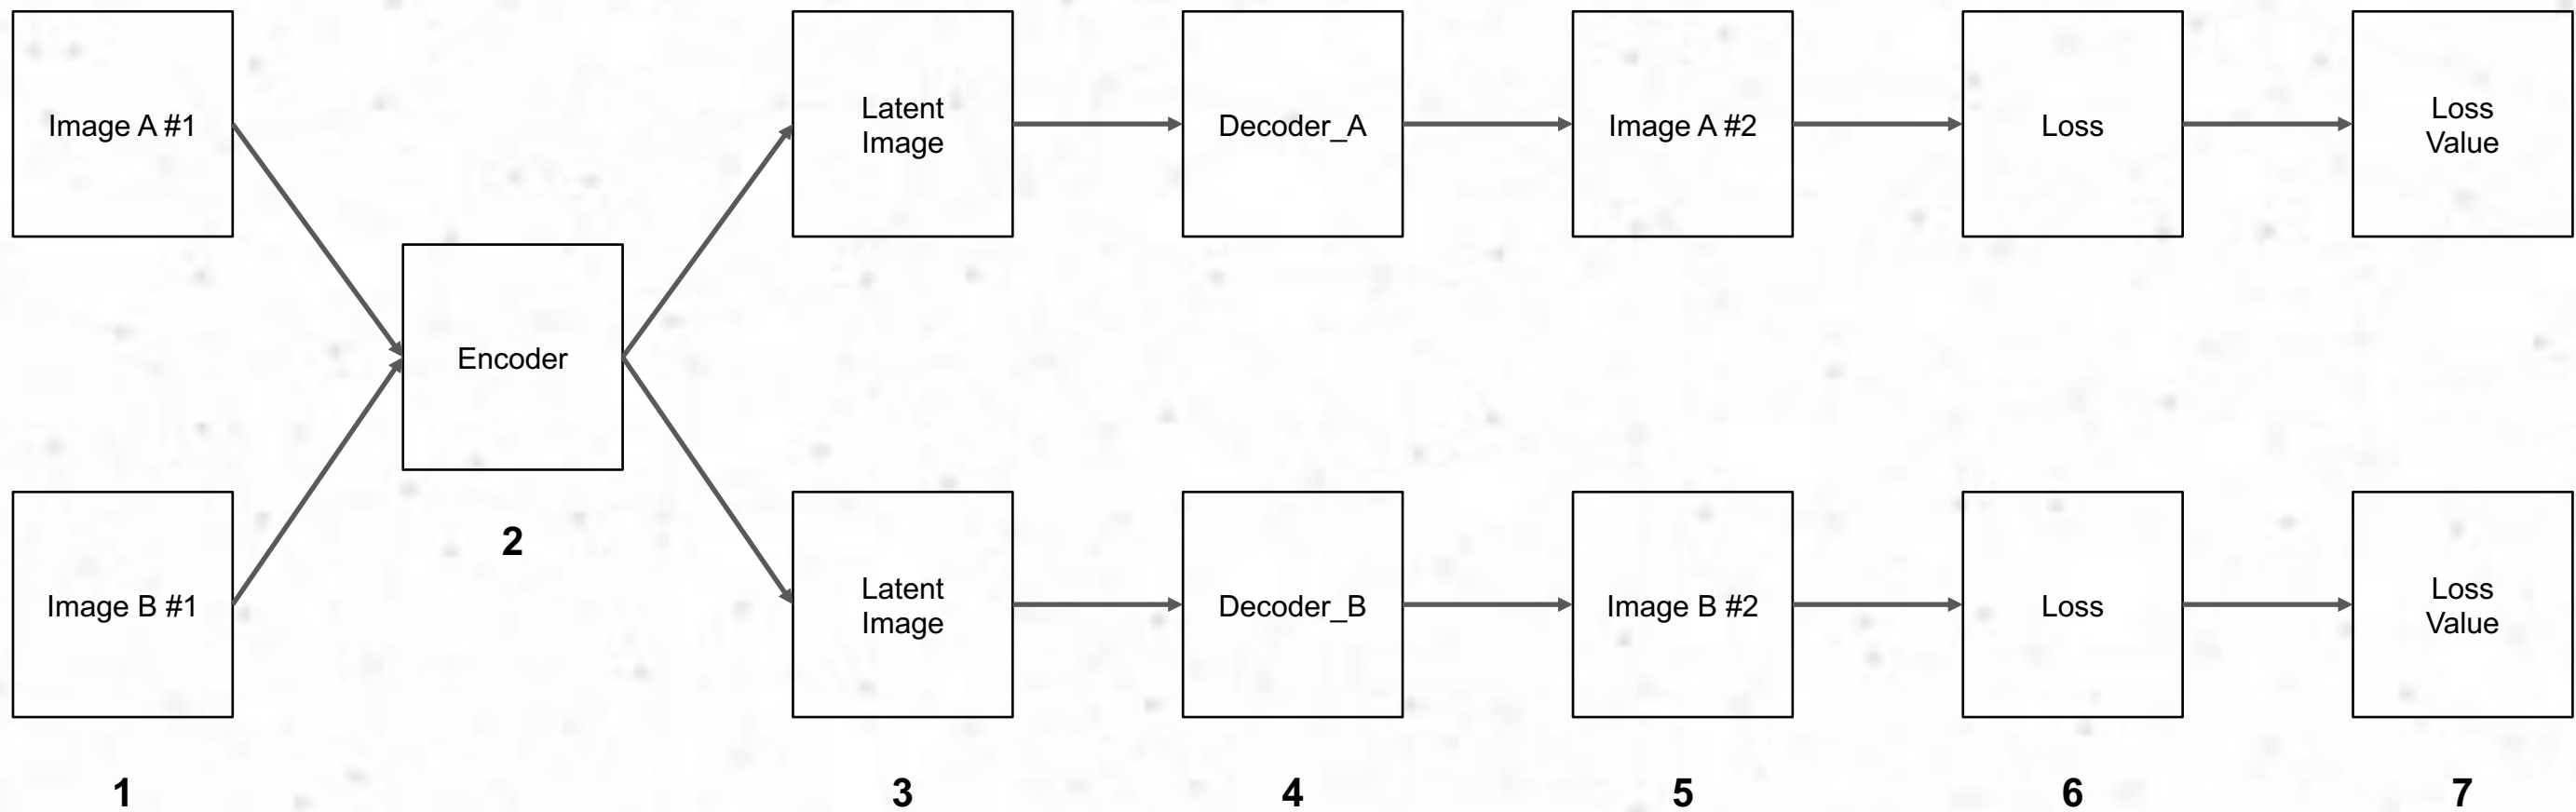 Image A #1
Latent
Image
Decoder_A
Image A #2
Loss
Loss
Value
Encoder
2
Image B #1
Latent
Image
Decoder_B
Image B #2
Loss
Loss
Value
1
3
4
5
6
7